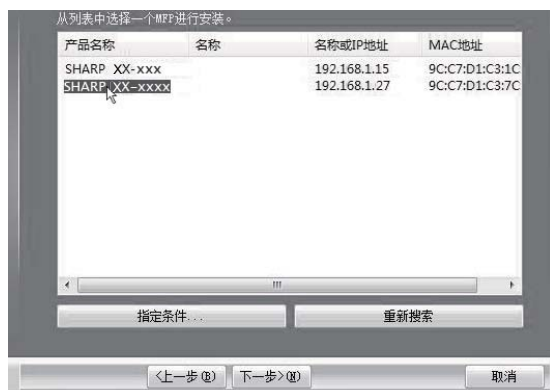 从列表中选择一个MFP进行安装。
产品名称 名称 名称或IP地址 MAC地址
SHARP XX-xxx 192.168.1.15 9C:C7:D1:C3:1C
SHARP XX-xxxx 192.168.1.27 9C:C7:D1:C3:7C
指定条件... 重新搜索
<上一步(B) 下一步>(N) 取消